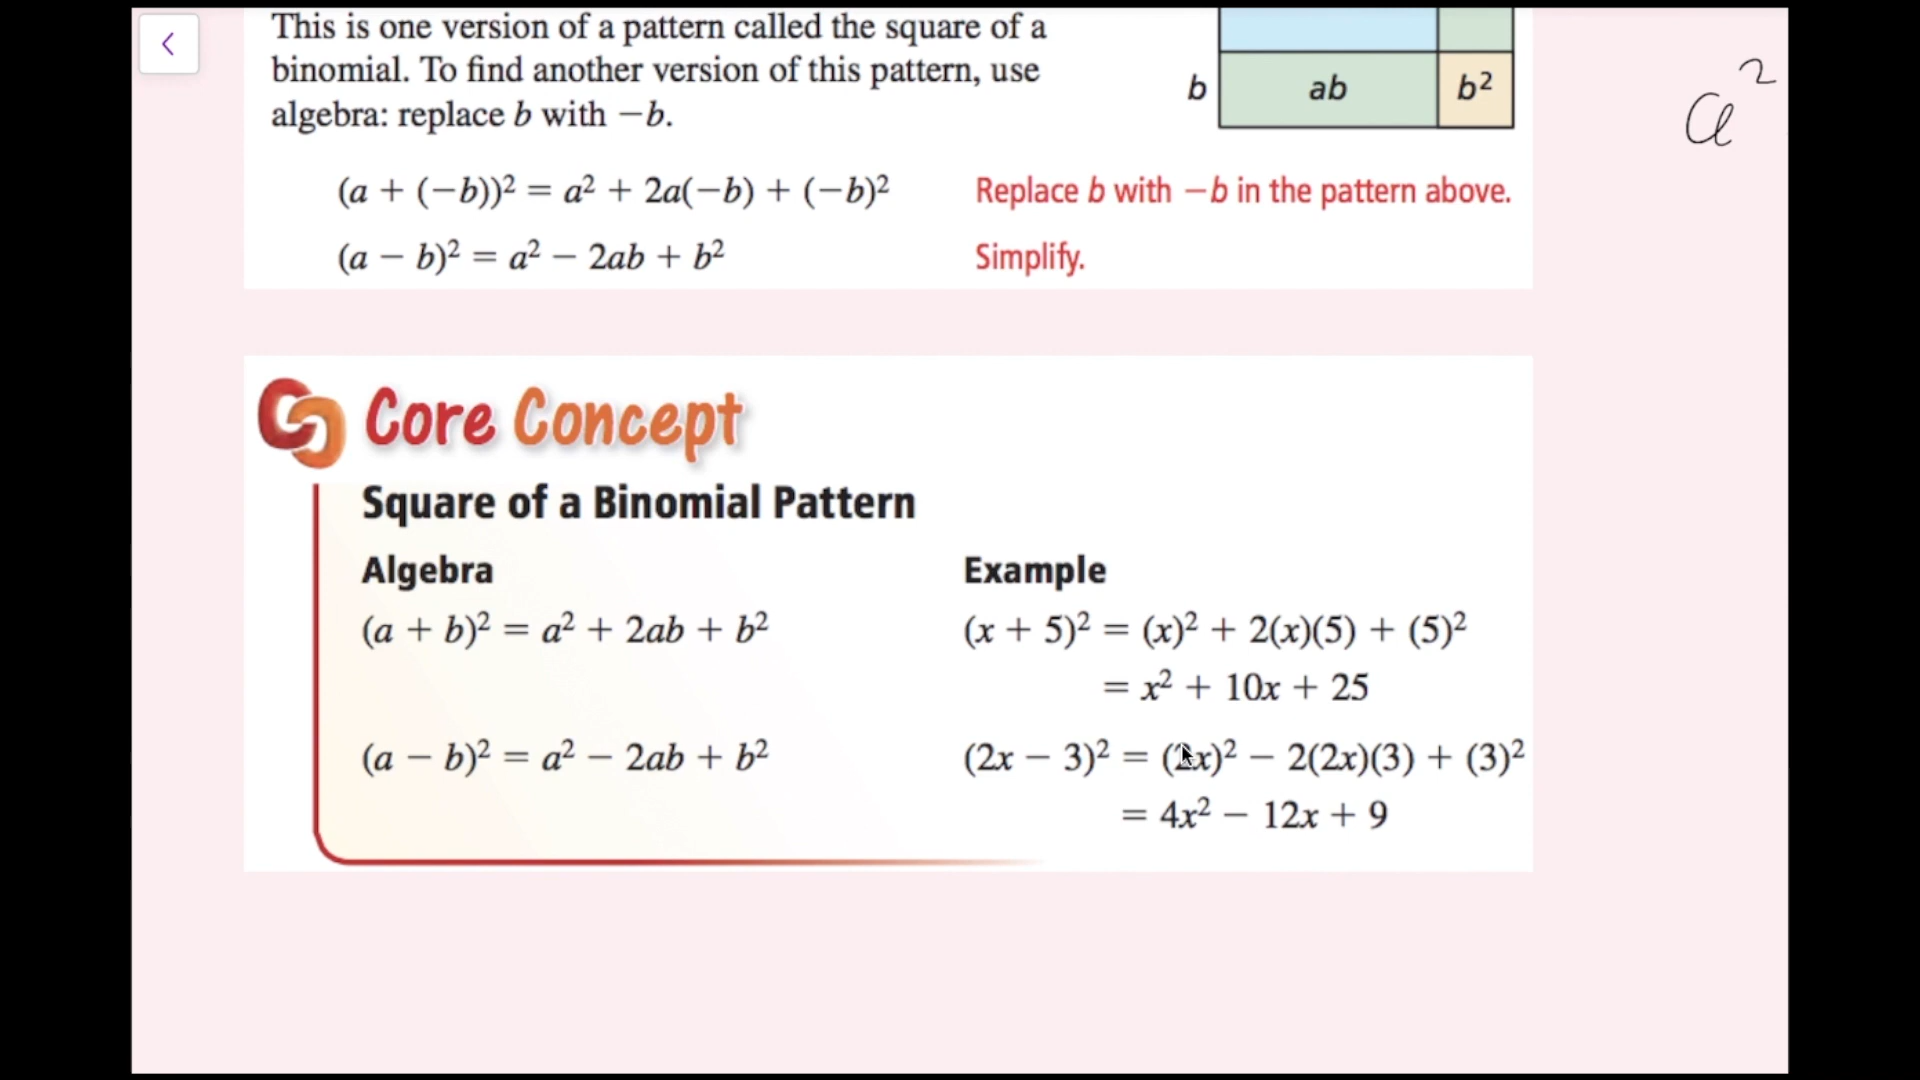 This is one version of a pattern called the square of a
binomial. To find another version of this pattern, use
algebra: replace b with −b.
b ab b²
a²
(a + (−b))² = a² + 2a(−b) + (−b)² Replace b with −b in the pattern above.
(a − b)² = a² − 2ab + b² Simplify.
Core Concept
Square of a Binomial Pattern
Algebra Example
(a + b)² = a² + 2ab + b² (x + 5)² = (x)² + 2(x)(5) + (5)²
= x² + 10x + 25
(a − b)² = a² − 2ab + b² (2x − 3)² = (2x)² − 2(2x)(3) + (3)²
= 4x² − 12x + 9